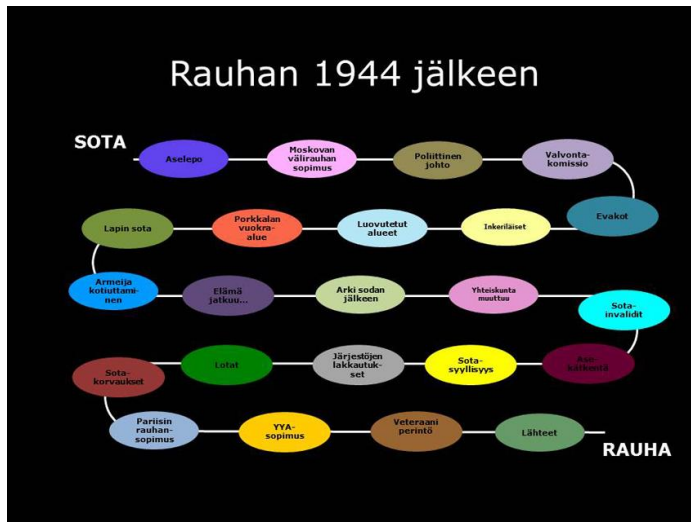 Rauhan 1944 jälkeen
SOTA
Aselepo
Moskovan
välirauhan
sopimus
Poliittinen
johto
Valvonta-
komissio
Evakot
Inkeriläiset
Luovutetut
alueet
Porkkalan
vuokra-
alue
Lapin sota
Armeija
kotiuttami-
nen
Elämä
jatkuu...
Arki sodan
jälkeen
Yhteiskunta
muuttuu
Sota-
invalidit
Ase-
kätkentä
Sota-
syyllisyys
Järjestöjen
lakkautuk-
set
Lotat
Sota-
korvaukset
Pariisin
rauhan-
sopimus
YYA-
sopimus
Veteraani
perintö
Lähteet
RAUHA